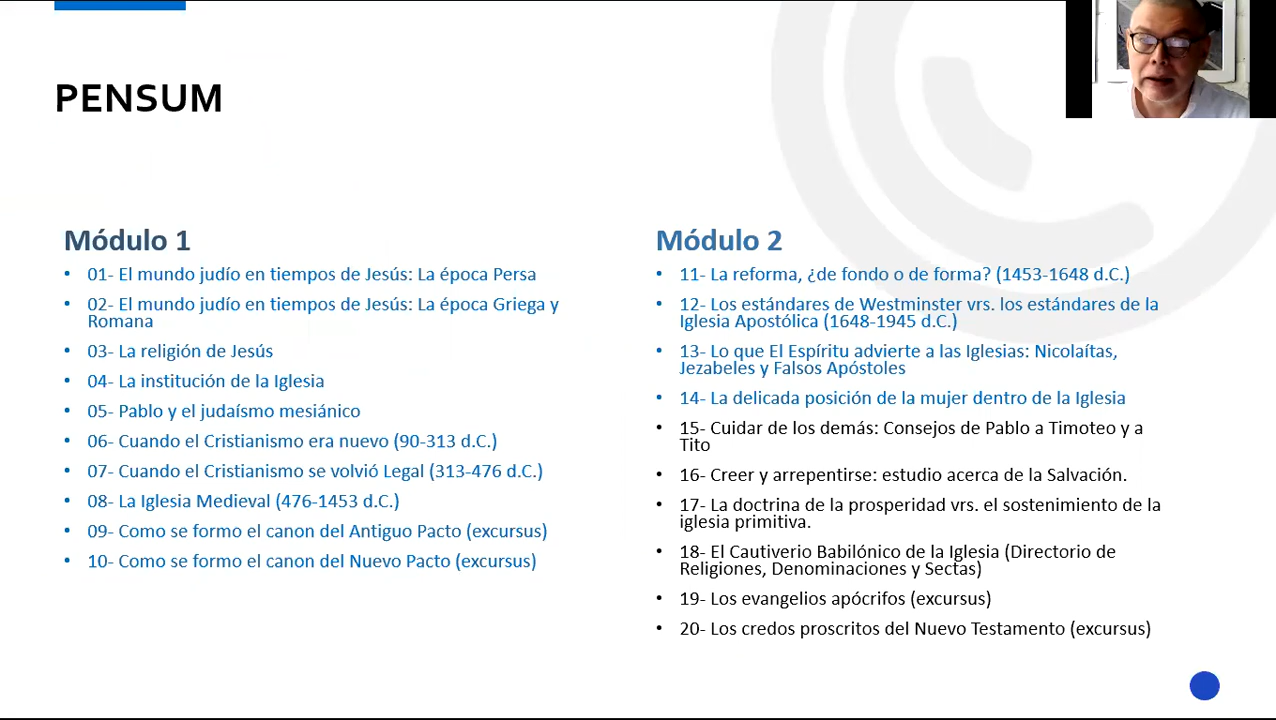 PENSUM
Módulo 1
• 01- El mundo judío en tiempos de Jesús: La época Persa
• 02- El mundo judío en tiempos de Jesús: La época Griega y
Romana
• 03- La religión de Jesús
• 04- La institución de la Iglesia
• 05- Pablo y el judaísmo mesiánico
• 06- Cuando el Cristianismo era nuevo (90-313 d.C.)
• 07- Cuando el Cristianismo se volvió Legal (313-476 d.C.)
• 08- La Iglesia Medieval (476-1453 d.C.)
• 09- Como se formo el canon del Antiguo Pacto (excursus)
• 10- Como se formo el canon del Nuevo Pacto (excursus)
Módulo 2
• 11- La reforma, ¿de fondo o de forma? (1453-1648 d.C.)
• 12- Los estándares de Westminster vrs. los estándares de la
Iglesia Apostólica (1648-1945 d.C.)
• 13- Lo que El Espíritu advierte a las Iglesias: Nicolaítas,
Jezabeles y Falsos Apóstoles
• 14- La delicada posición de la mujer dentro de la Iglesia
• 15- Cuidar de los demás: Consejos de Pablo a Timoteo y a
Tito
• 16- Creer y arrepentirse: estudio acerca de la Salvación.
• 17- La doctrina de la prosperidad vrs. el sostenimiento de la
iglesia primitiva.
• 18- El Cautiverio Babilónico de la Iglesia (Directorio de
Religiones, Denominaciones y Sectas)
• 19- Los evangelios apócrifos (excursus)
• 20- Los credos proscritos del Nuevo Testamento (excursus)